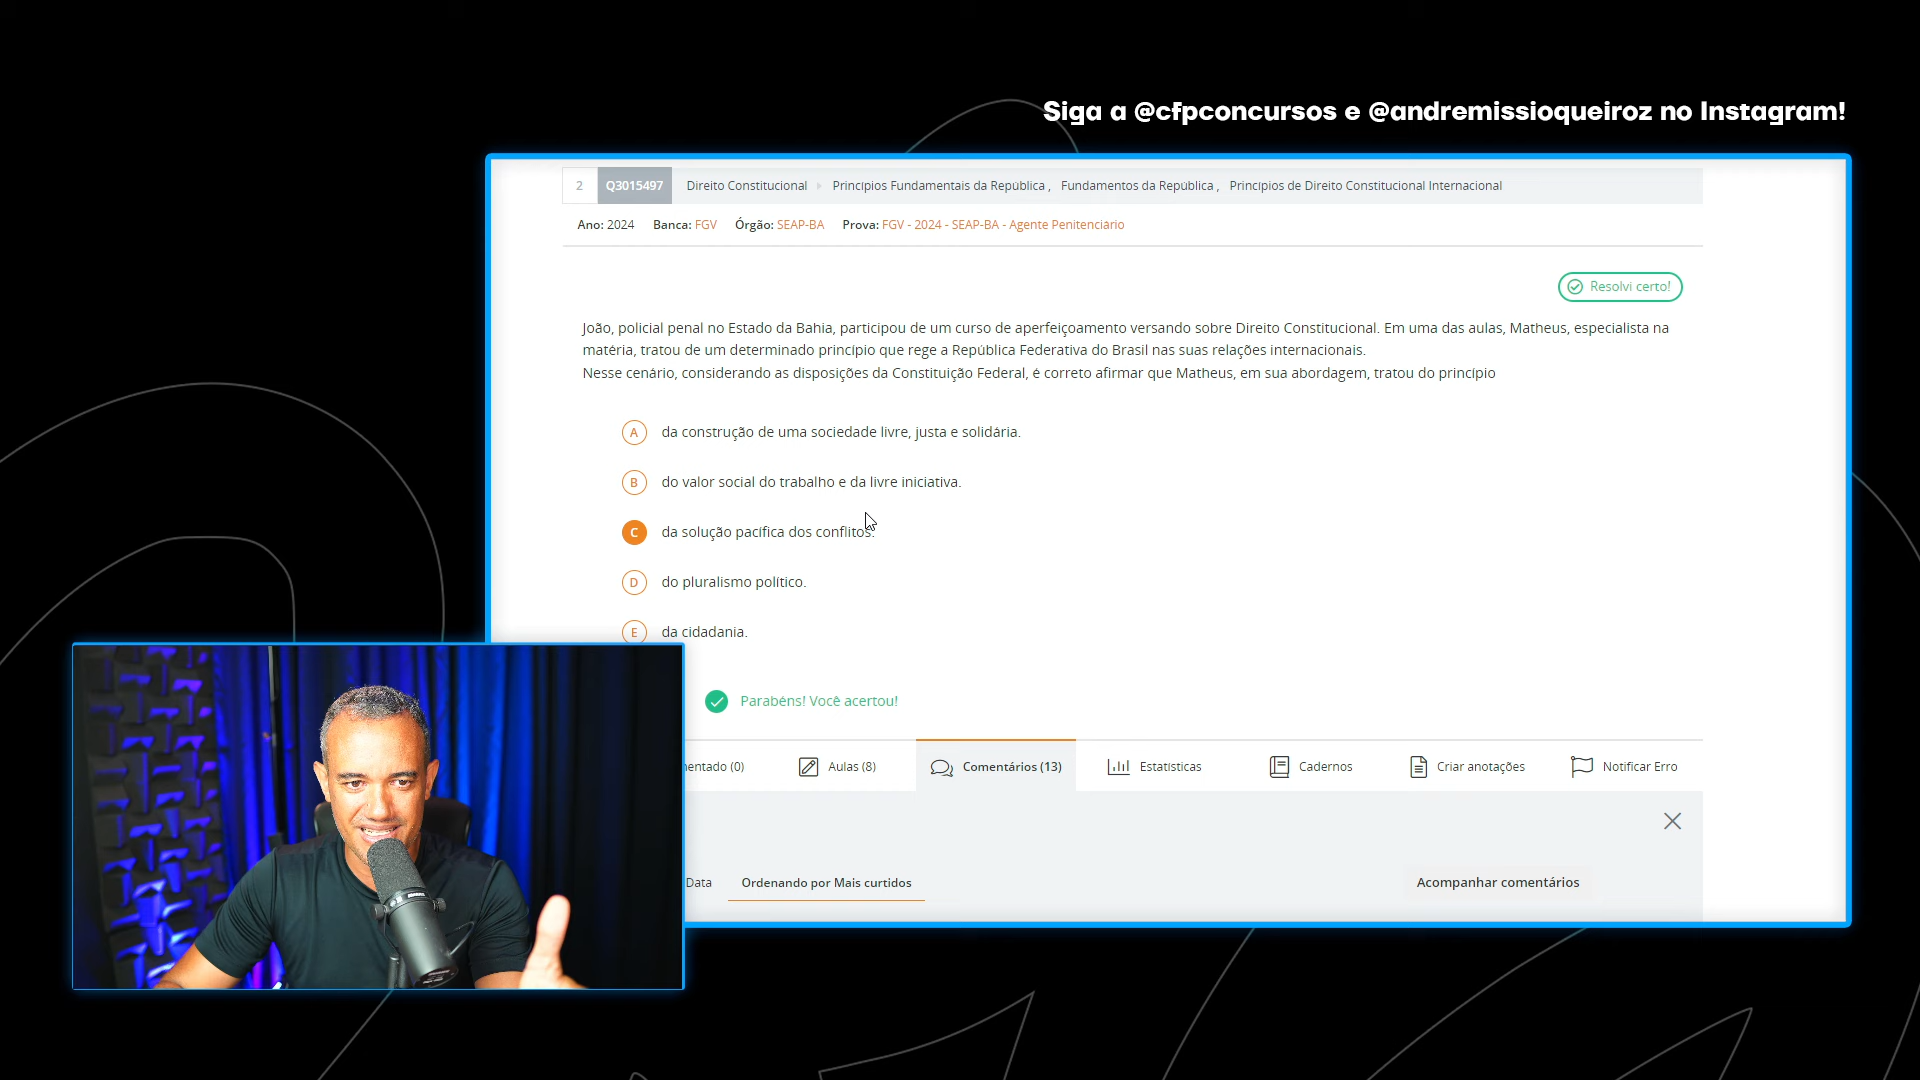 Siga a @cfpconcursos e @andremissioqueiroz no Instagram!
2 Q3015497 Direito Constitucional Princípios Fundamentais da República , Fundamentos da República , Princípios de Direito Constitucional Internacional
Ano: 2024 Banca: FGV Órgão: SEAP-BA Prova: FGV - 2024 - SEAP-BA - Agente Penitenciário
Resolvi certo!
João, policial penal no Estado da Bahia, participou de um curso de aperfeiçoamento versando sobre Direito Constitucional. Em uma das aulas, Matheus, especialista na
matéria, tratou de um determinado princípio que rege a República Federativa do Brasil nas suas relações internacionais.
Nesse cenário, considerando as disposições da Constituição Federal, é correto afirmar que Matheus, em sua abordagem, tratou do princípio
A da construção de uma sociedade livre, justa e solidária.
B do valor social do trabalho e da livre iniciativa.
C da solução pacífica dos conflitos.
D do pluralismo político.
E da cidadania.
Parabéns! Você acertou!
entado (0) Aulas (8) Comentários (13) Estatísticas Cadernos Criar anotações Notificar Erro
Data Ordenando por Mais curtidos Acompanhar comentários